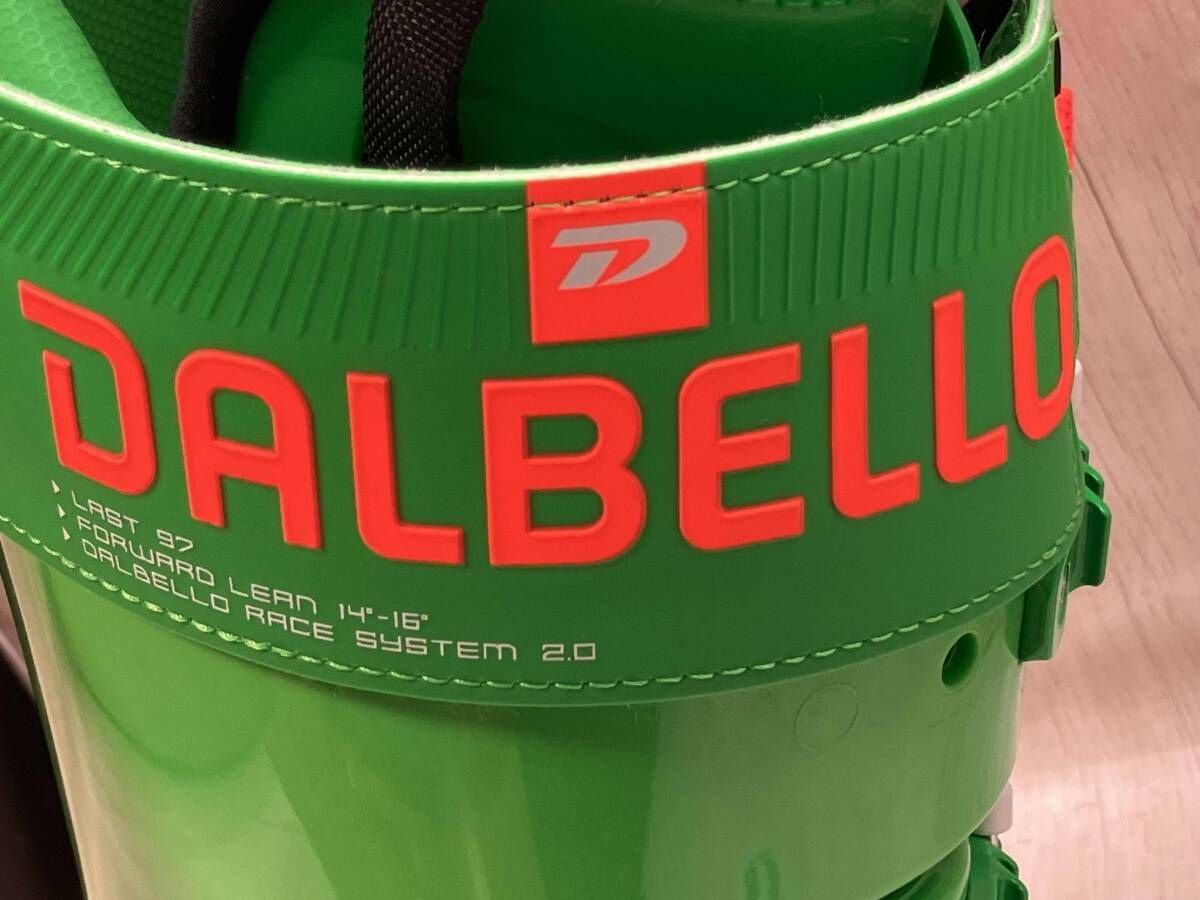 DALBELLO
LAST 97
FORWARD LEAN 14°-16°
DALBELLO RACE SYSTEM 2.0